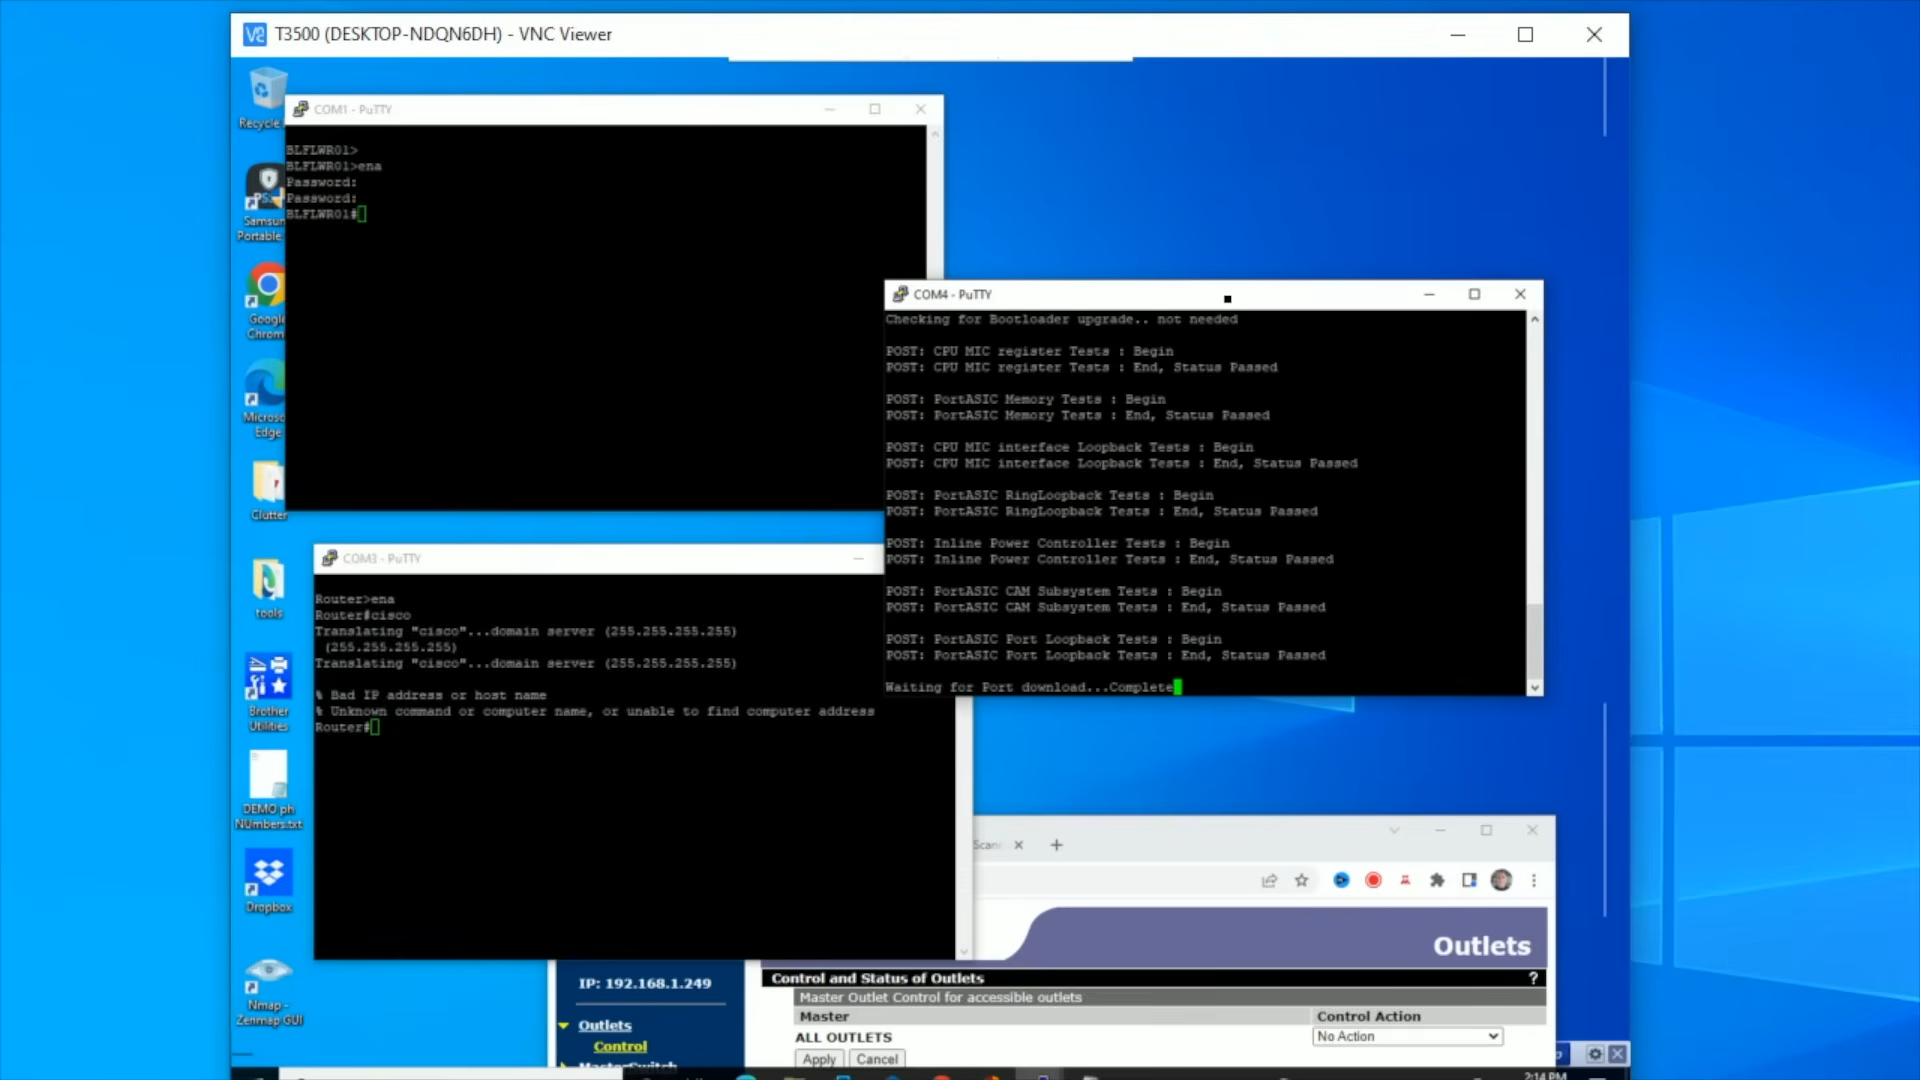 T3500 (DESKTOP-NDQN6DH) - VNC Viewer
Recycle
COM1 - PuTTY
BLFLWR01>
BLFLWR01>ena
Password:
Password:
BLFLWR01#
Samsun
Portable
Google
Chrom
Microso
Edge
Clutter
tools
Brother
Utilities
DEMO ph
NUmbers.txt
Dropbox
Nmap -
Zenmap GUI
COM4 - PuTTY
Checking for Bootloader upgrade.. not needed
POST: CPU MIC register Tests : Begin
POST: CPU MIC register Tests : End, Status Passed
POST: PortASIC Memory Tests : Begin
POST: PortASIC Memory Tests : End, Status Passed
POST: CPU MIC interface Loopback Tests : Begin
POST: CPU MIC interface Loopback Tests : End, Status Passed
POST: PortASIC RingLoopback Tests : Begin
POST: PortASIC RingLoopback Tests : End, Status Passed
POST: Inline Power Controller Tests : Begin
POST: Inline Power Controller Tests : End, Status Passed
POST: PortASIC CAM Subsystem Tests : Begin
POST: PortASIC CAM Subsystem Tests : End, Status Passed
POST: PortASIC Port Loopback Tests : Begin
POST: PortASIC Port Loopback Tests : End, Status Passed
Waiting for Port download...Complete
COM3 - PuTTY
Router>ena
Router#cisco
Translating "cisco"...domain server (255.255.255.255)
(255.255.255.255)
Translating "cisco"...domain server (255.255.255.255)
% Bad IP address or host name
% Unknown command or computer name, or unable to find computer address
Router#
Scan
Outlets
IP: 192.168.1.249
Outlets
Control
MasterSwitch
Control and Status of Outlets ?
Master Outlet Control for accessible outlets
Master Control Action
ALL OUTLETS No Action
Apply Cancel
2:14 PM